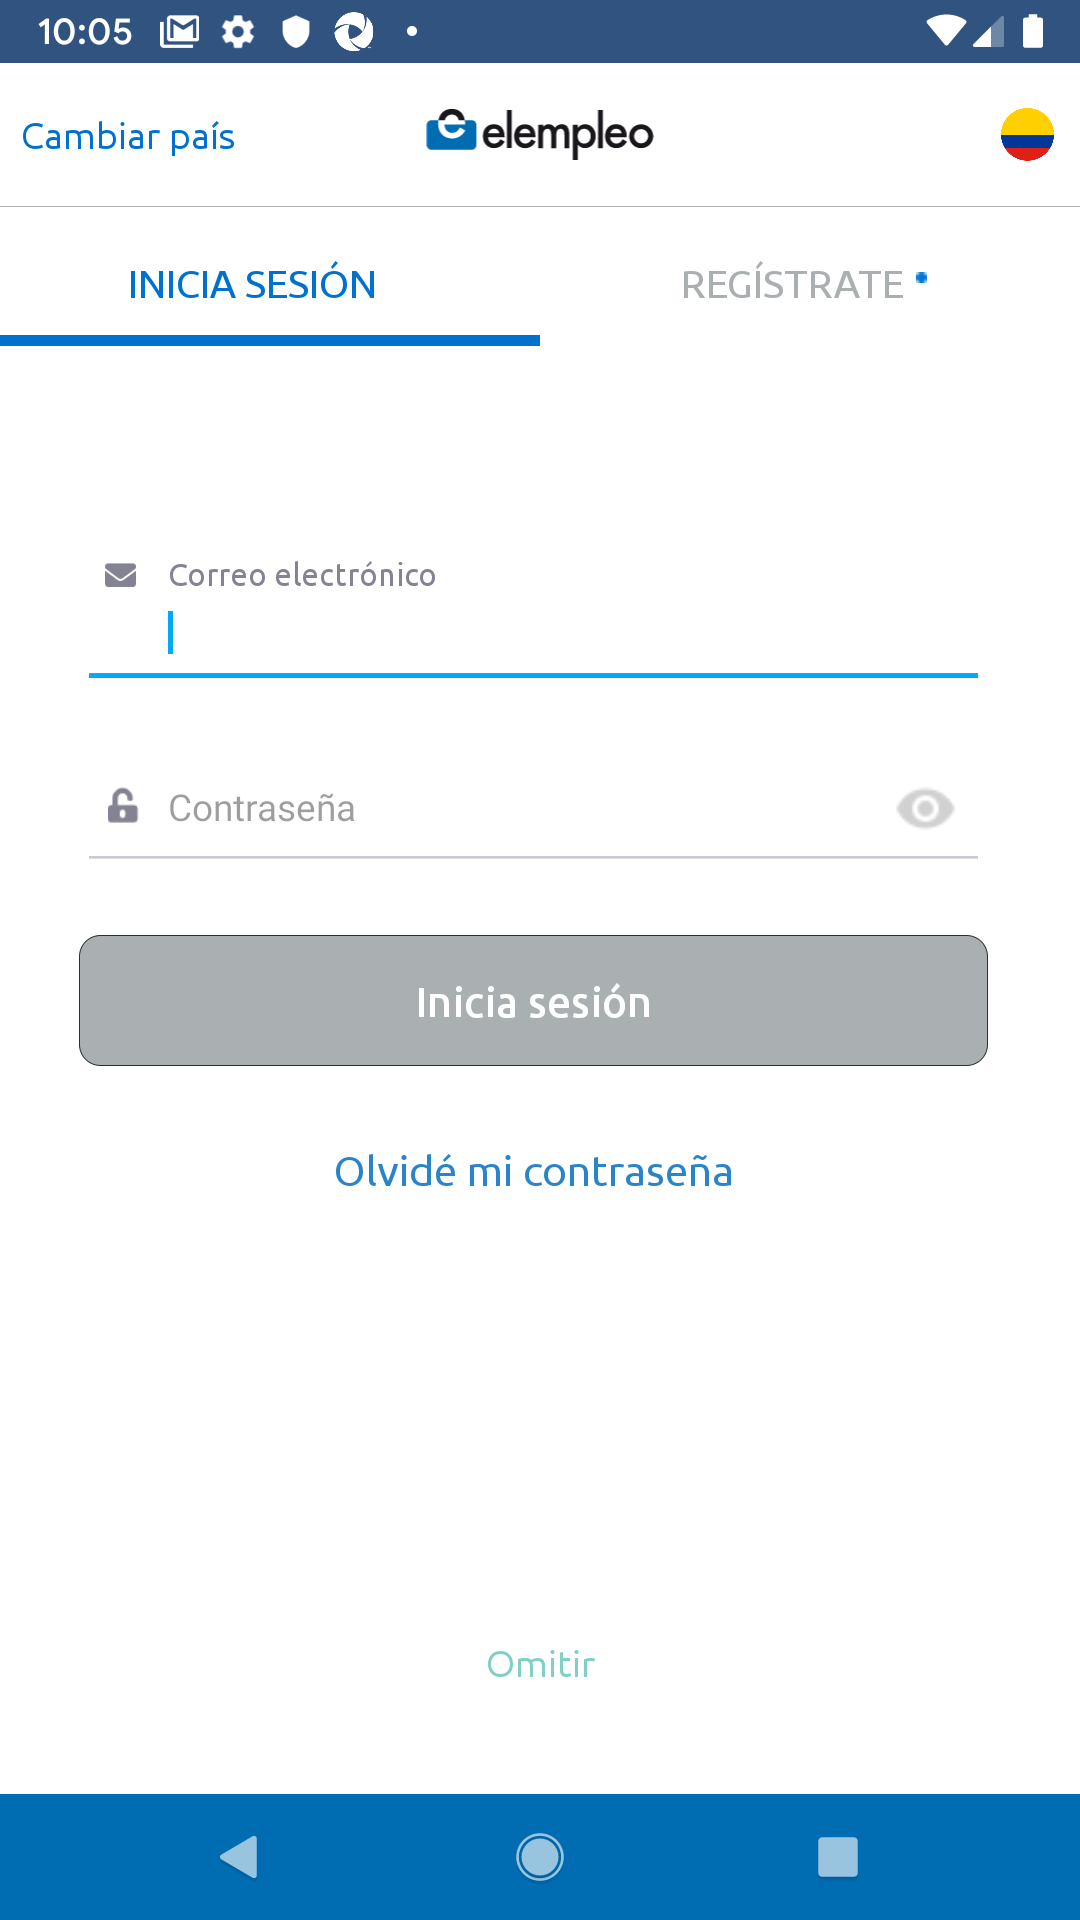 10:05
Cambiar país
elempleo
INICIA SESIÓN
REGÍSTRATE
Correo electrónico
Contraseña
Inicia sesión
Olvidé mi contraseña
Omitir